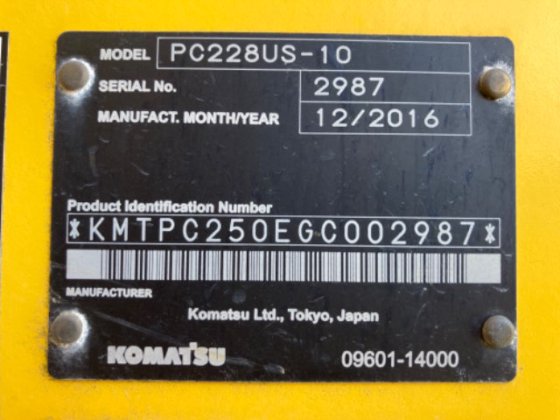 MODEL PC228US-10
SERIAL No. 2987
MANUFACT. MONTH/YEAR 12/2016
Product Identification Number
*KMTPC250EGC002987*
MANUFACTURER
Komatsu Ltd., Tokyo, Japan
KOMATSU 09601-14000